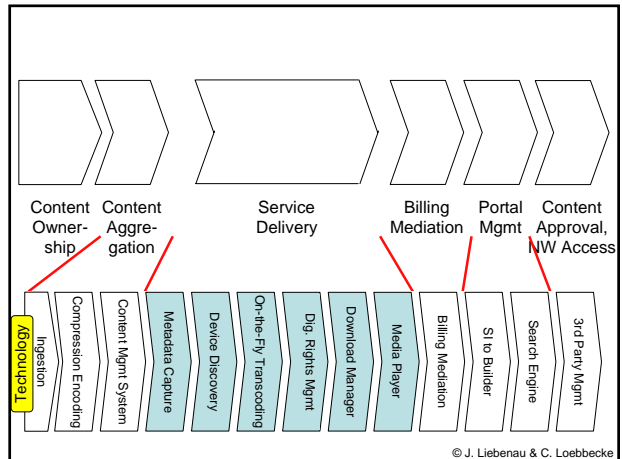 Content
Owner-
ship
Content
Aggre-
gation
Service
Delivery
Billing
Mediation
Portal
Mgmt
Content
Approval,
NW Access
Technology
Ingestion
Compression Encoding
Content Mgmt System
Metadata Capture
Device Discovery
On-the-Fly Transcoding
Dig. Rights Mgmt
Download Manager
Media Player
Billing Mediation
SI to Builder
Search Engine
3rd Party Mgmt
© J. Liebenau & C. Loebbecke